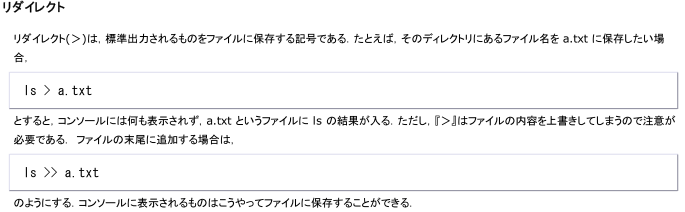 リダイレクト
リダイレクト(＞)は, 標準出力されるものをファイルに保存する記号である. たとえば, そのディレクトリにあるファイル名を a.txt に保存したい場
合,
ls > a.txt
とすると, コンソールには何も表示されず, a.txt というファイルに ls の結果が入る. ただし, 『＞』はファイルの内容を上書きしてしまうので注意が
必要である. ファイルの末尾に追加する場合は,
ls >> a.txt
のようにする. コンソールに表示されるものはこうやってファイルに保存することができる.